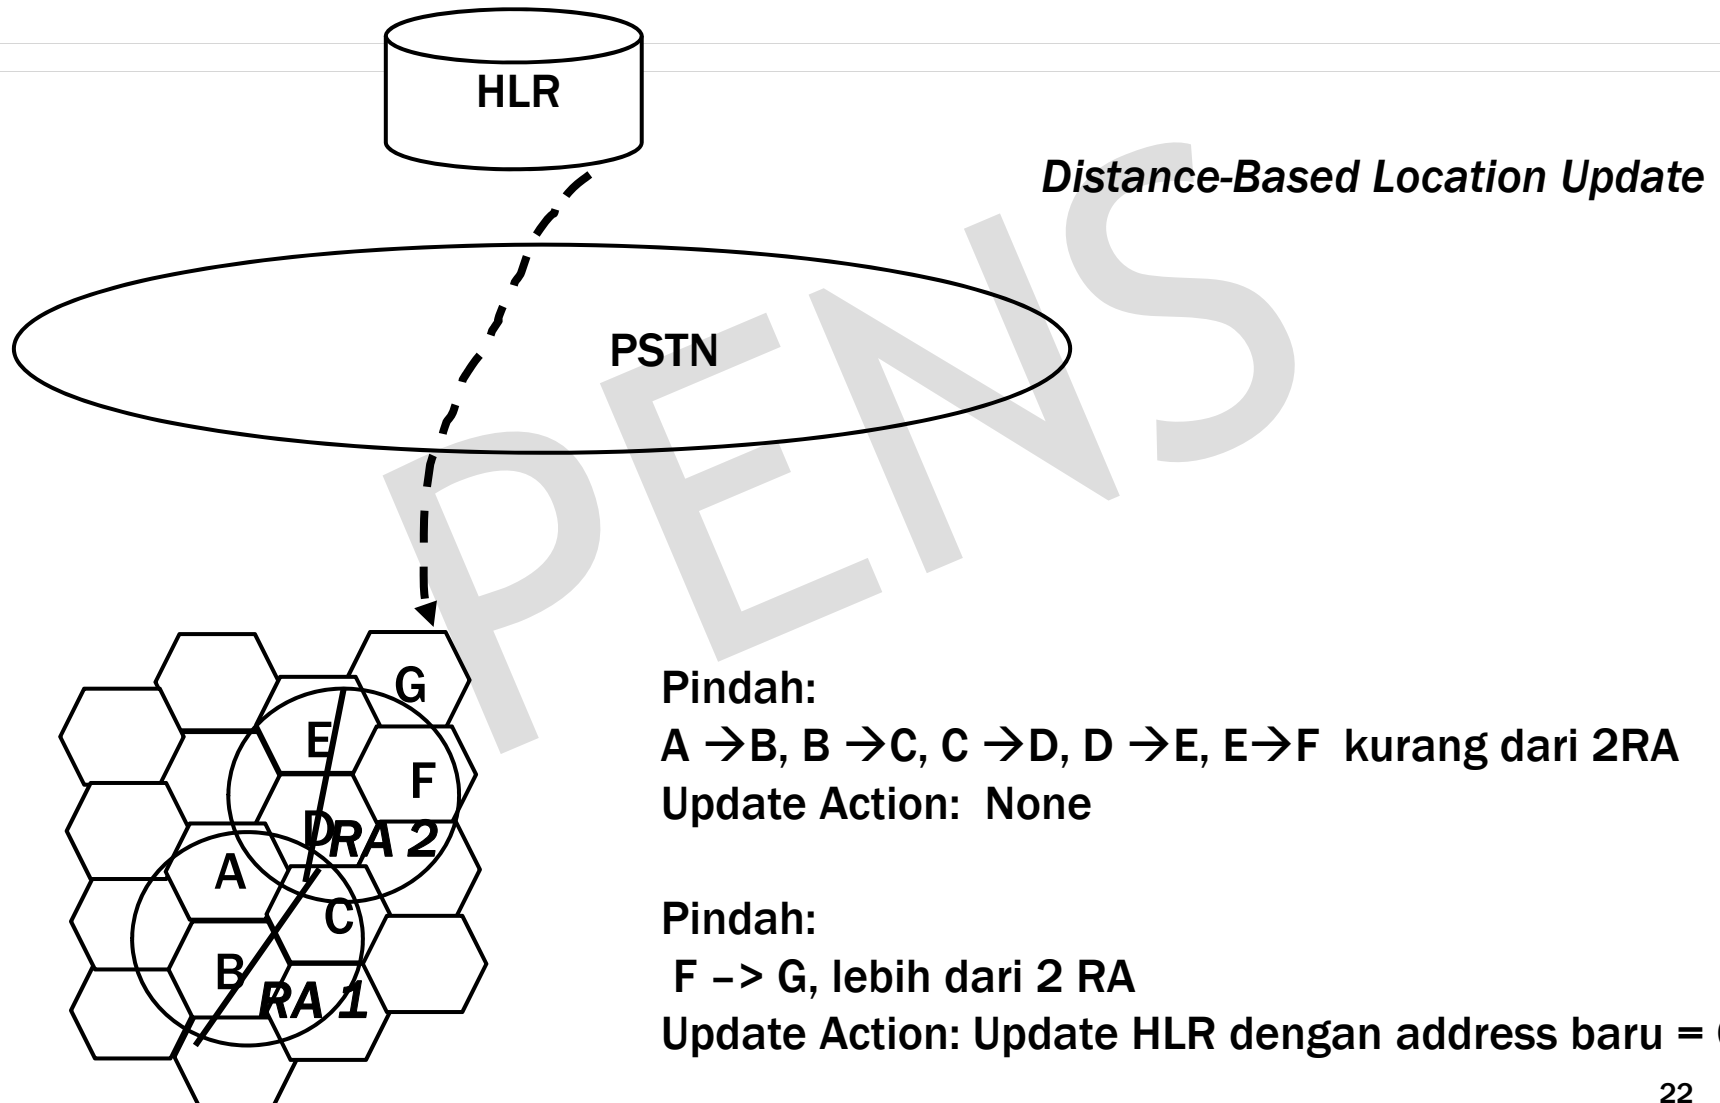 HLR
Distance-Based Location Update
PSTN
PENS
G
E
F
D
RA 2
A
C
B
RA 1
Pindah:
A →B, B →C, C →D, D →E, E→F kurang dari 2RA
Update Action: None
Pindah:
F –> G, lebih dari 2 RA
Update Action: Update HLR dengan address baru =
22